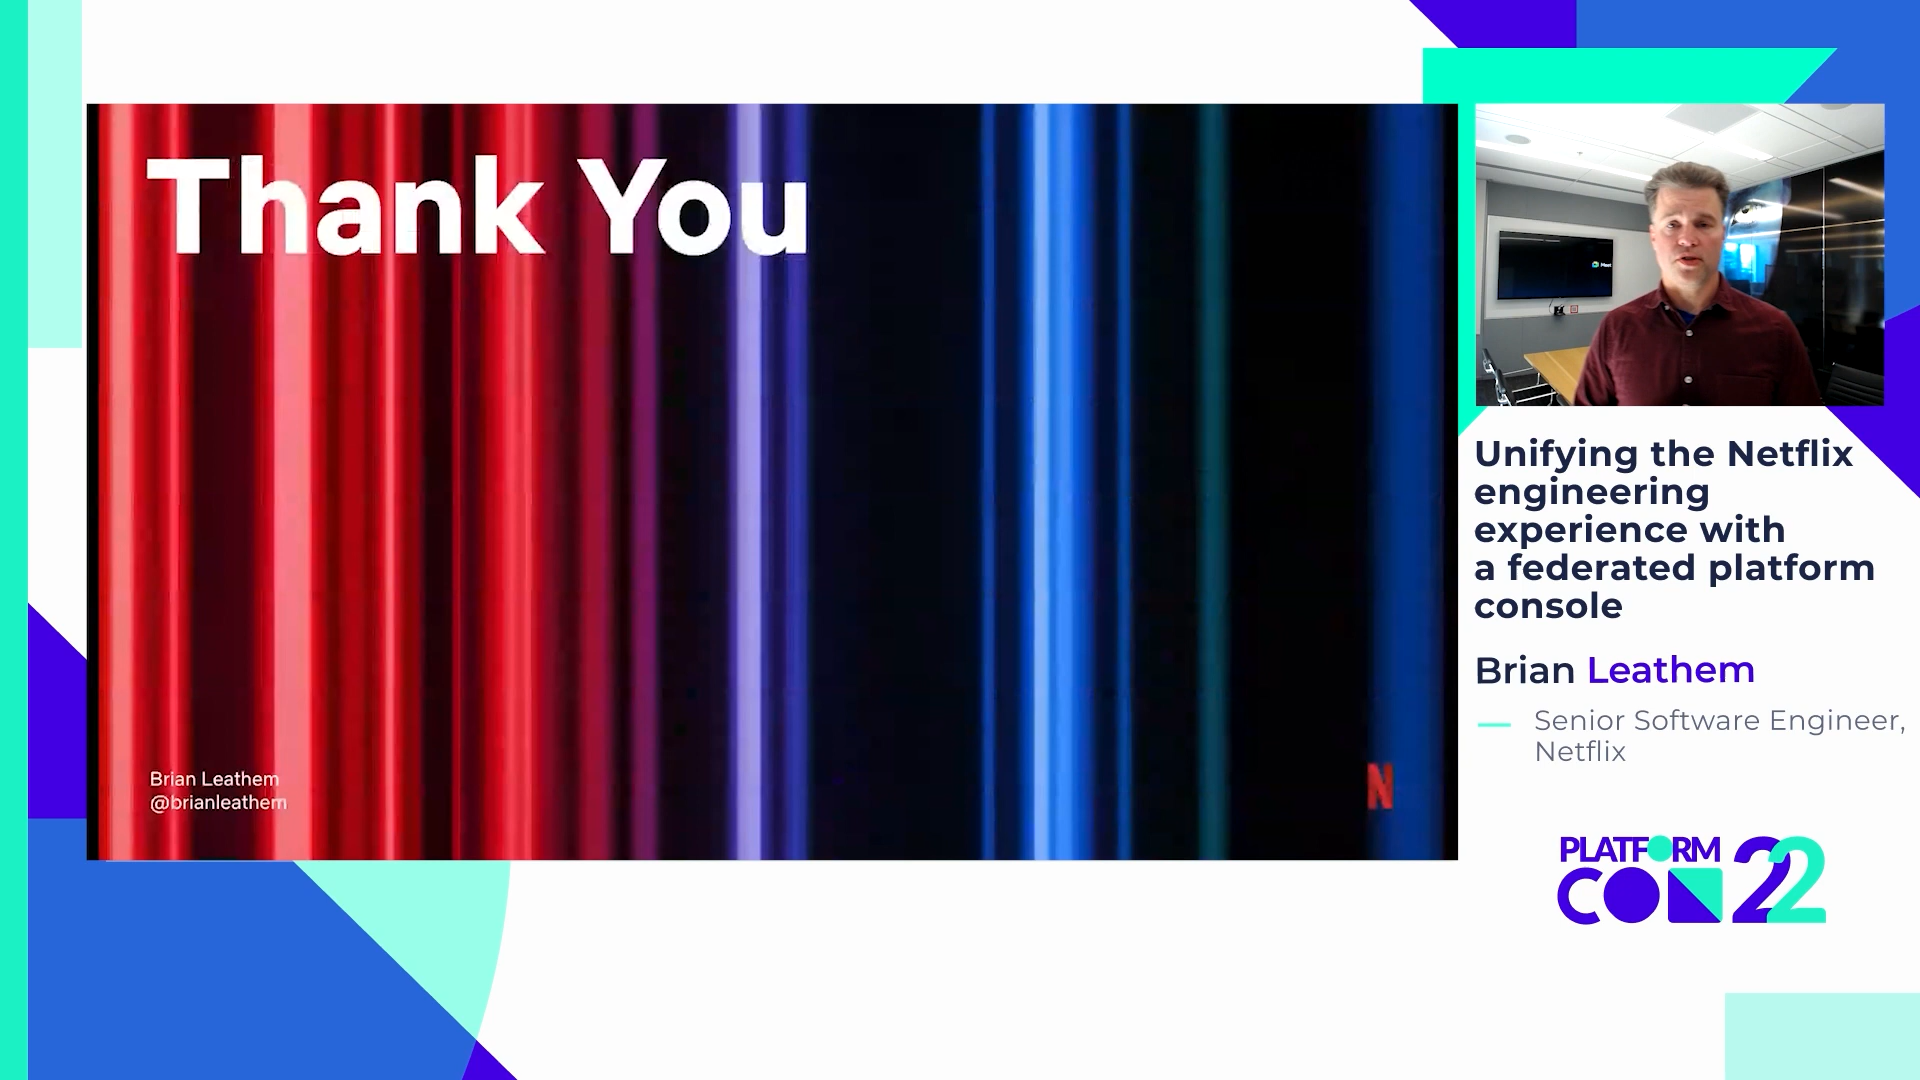 Thank You
Brian Leathem
@brianleathem
N
Meet
Unifying the Netflix
engineering
experience with
a federated platform
console
Brian Leathem
Senior Software Engineer,
Netflix
PLATFORM
CON 22